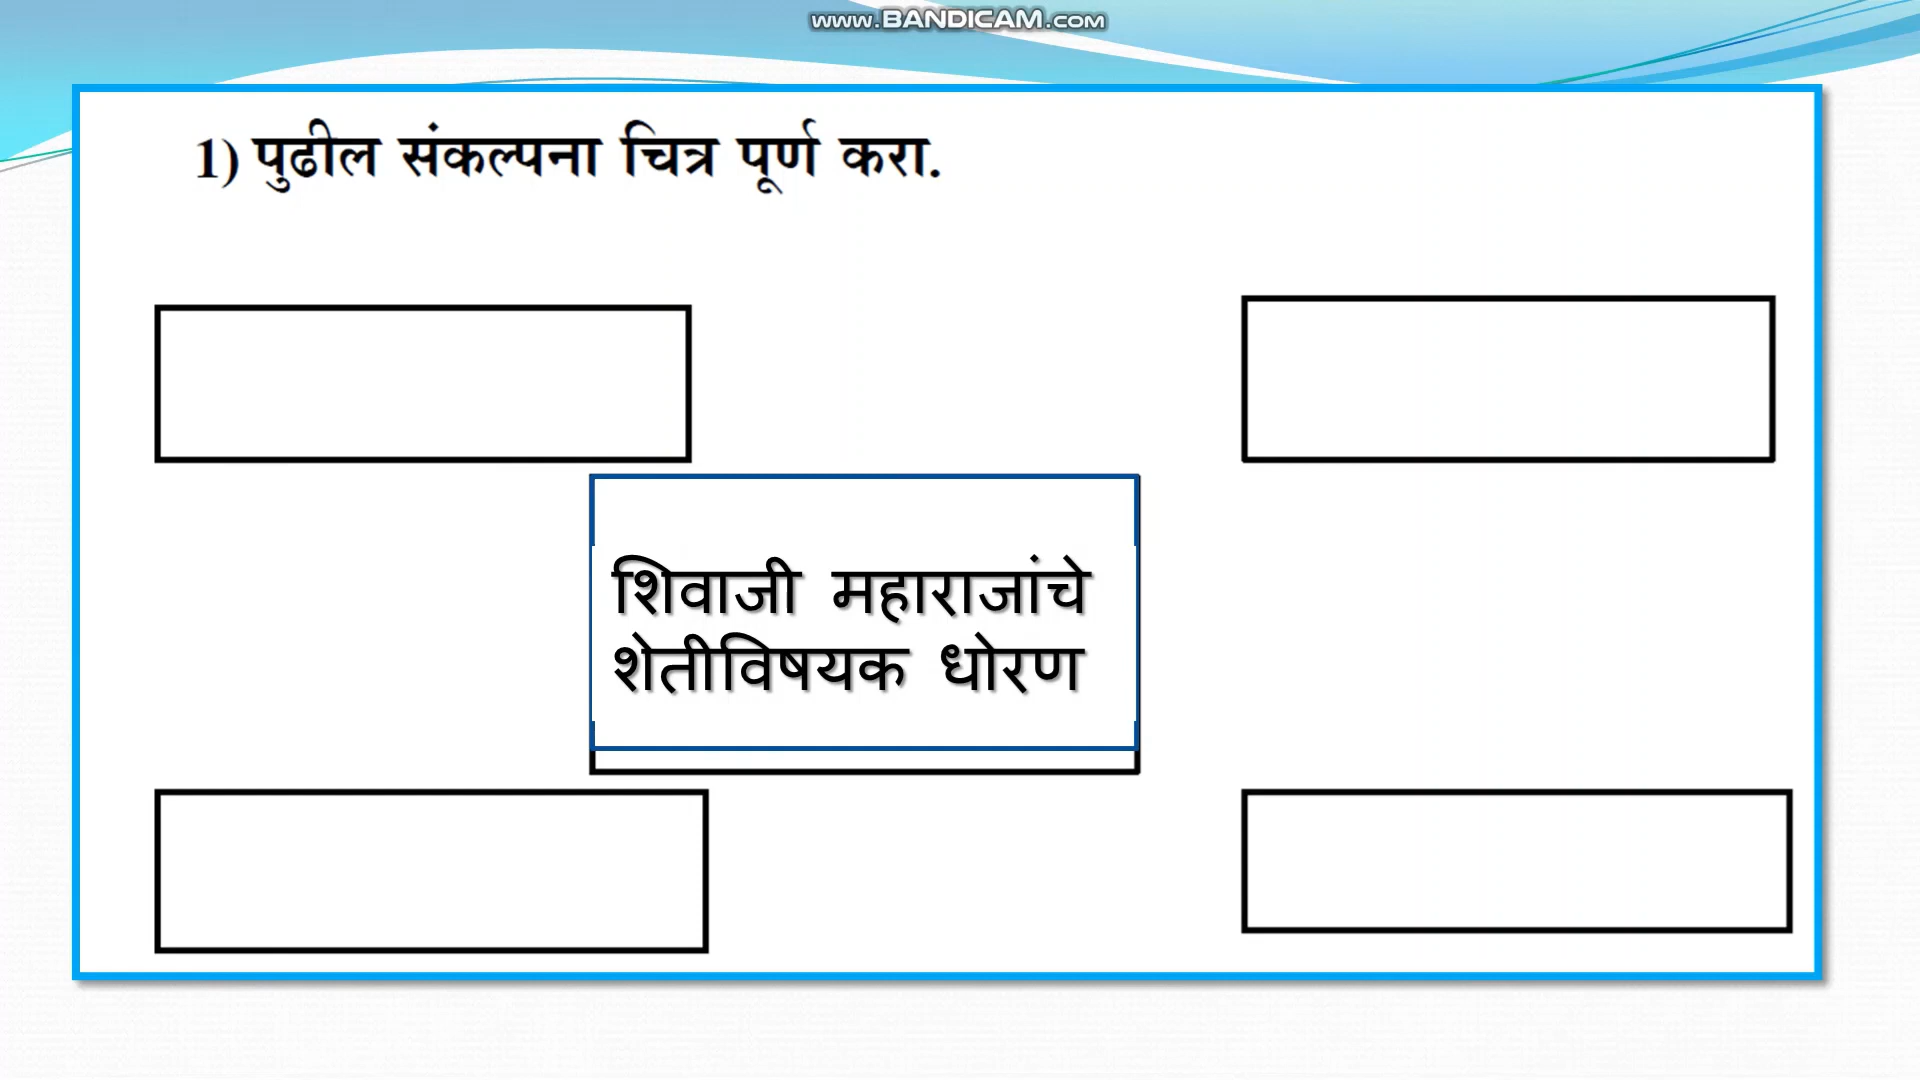 www.BANDICAM.com
1) पुढील संकल्पना चित्र पूर्ण करा.
शिवाजी महाराजांचे
शेतीविषयक धोरण